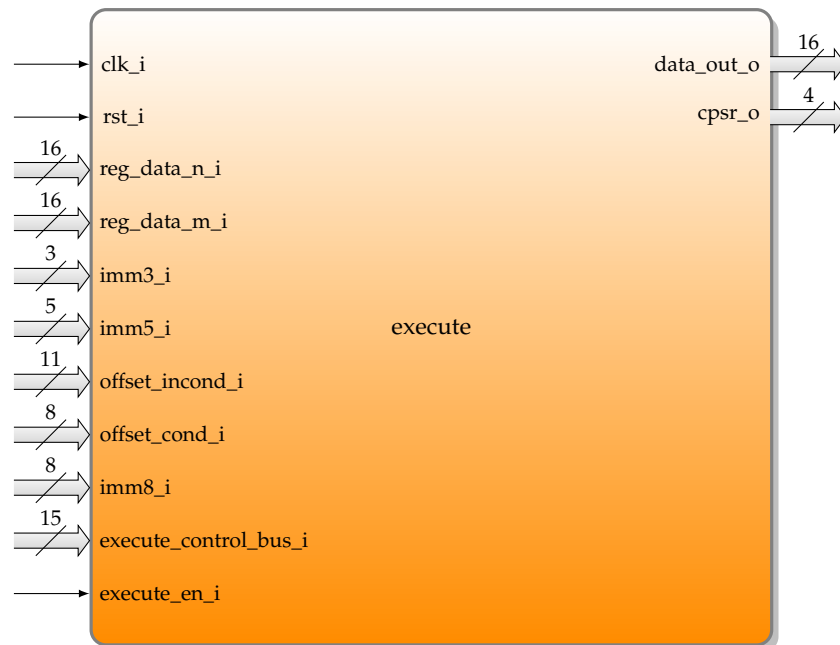 clk_i
rst_i
16
reg_data_n_i
16
reg_data_m_i
3
imm3_i
5
imm5_i
11
offset_incond_i
8
offset_cond_i
8
imm8_i
15
execute_control_bus_i
execute_en_i
execute
16
data_out_o
4
cpsr_o